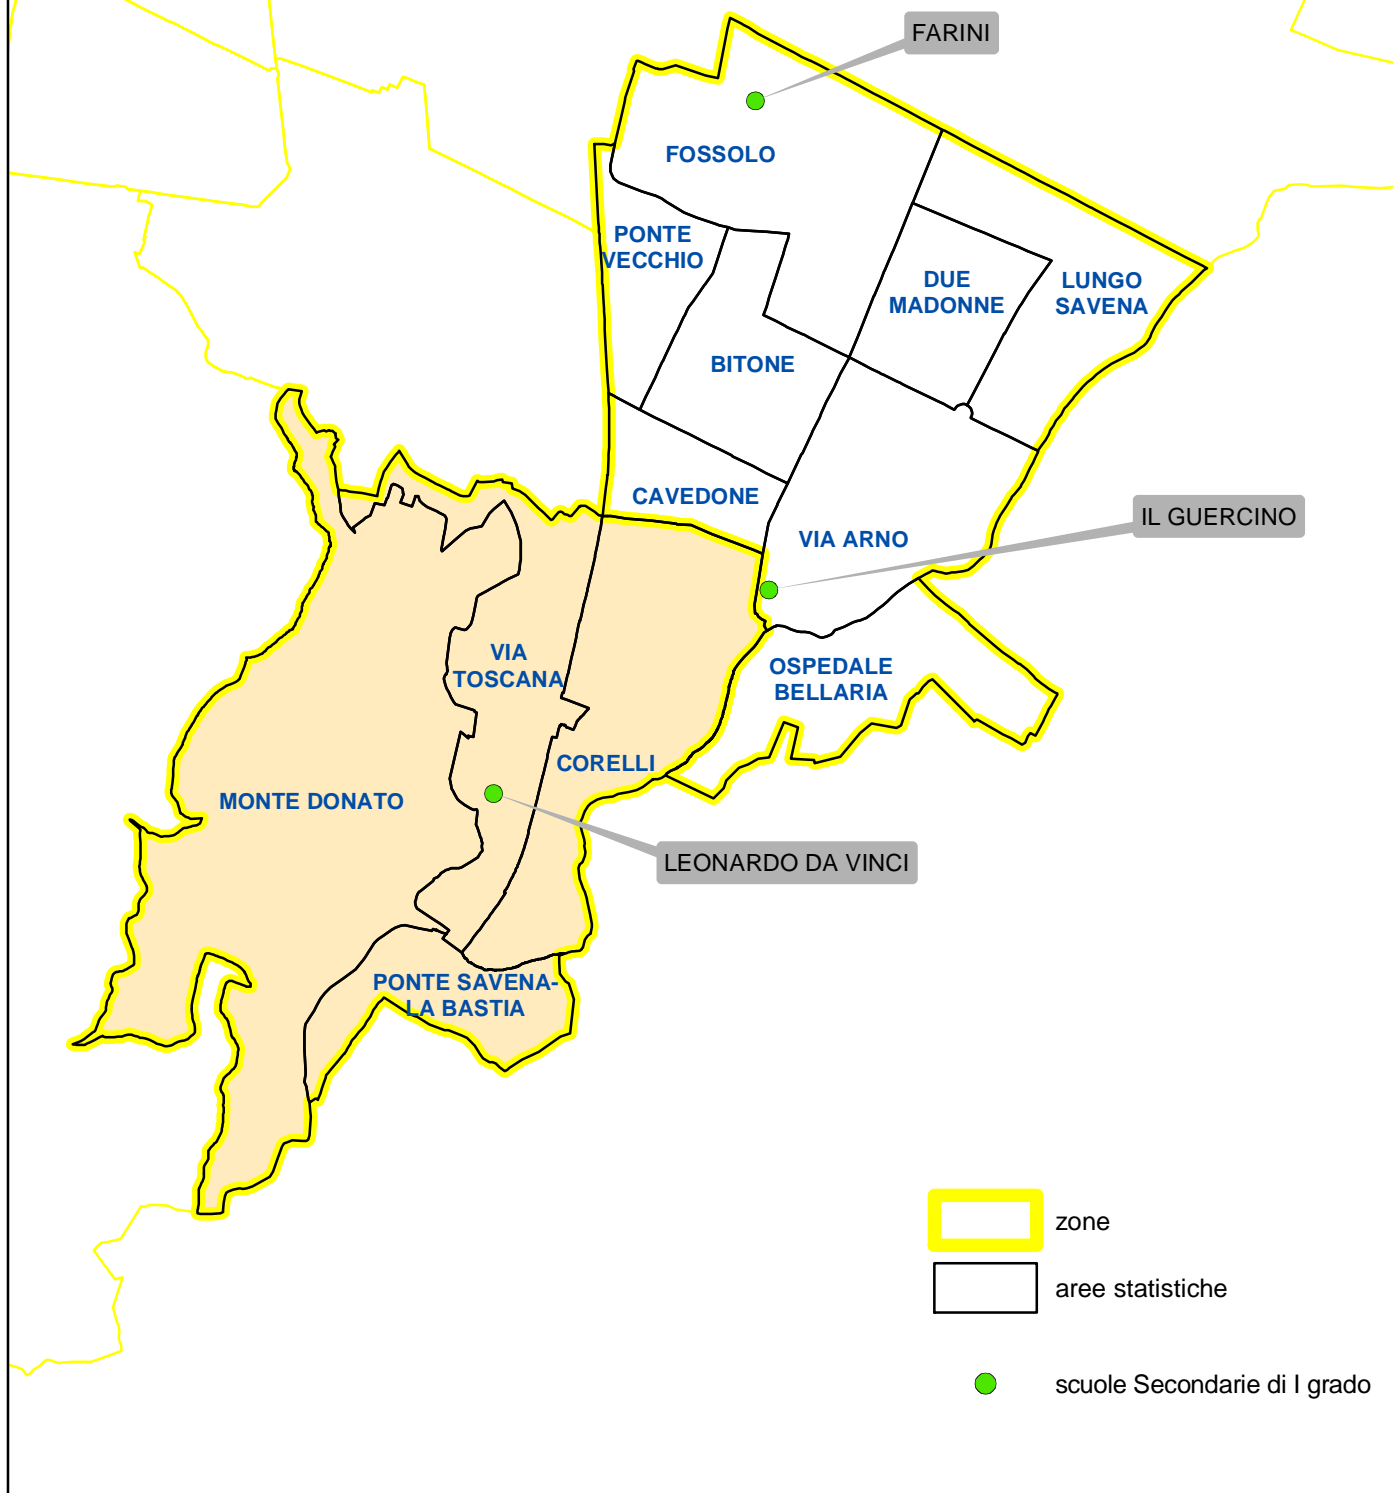 FARINI
FOSSOLO
PONTE
VECCHIO
DUE
MADONNE
LUNGO
SAVENA
BITONE
CAVEDONE
IL GUERCINO
VIA ARNO
VIA
TOSCANA
OSPEDALE
BELLARIA
CORELLI
MONTE DONATO
LEONARDO DA VINCI
PONTE SAVENA-
LA BASTIA
zone
aree statistiche
scuole Secondarie di I grado